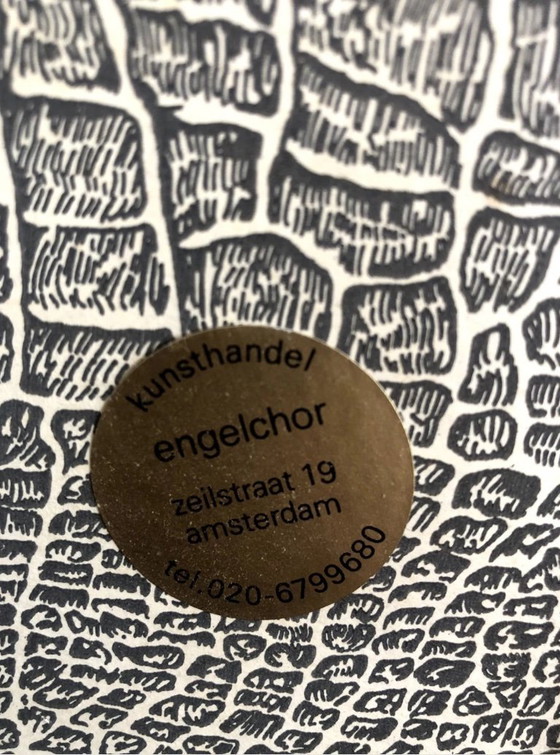 kunsthandel
engelchor
zeilstraat 19
amsterdam
tel.020-6799680